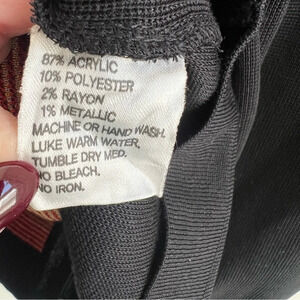 87% ACRYLIC
10% POLYESTER
2% RAYON
1% METALLIC
MACHINE OR HAND WASH.
LUKE WARM WATER.
TUMBLE DRY MED.
NO BLEACH.
NO IRON.